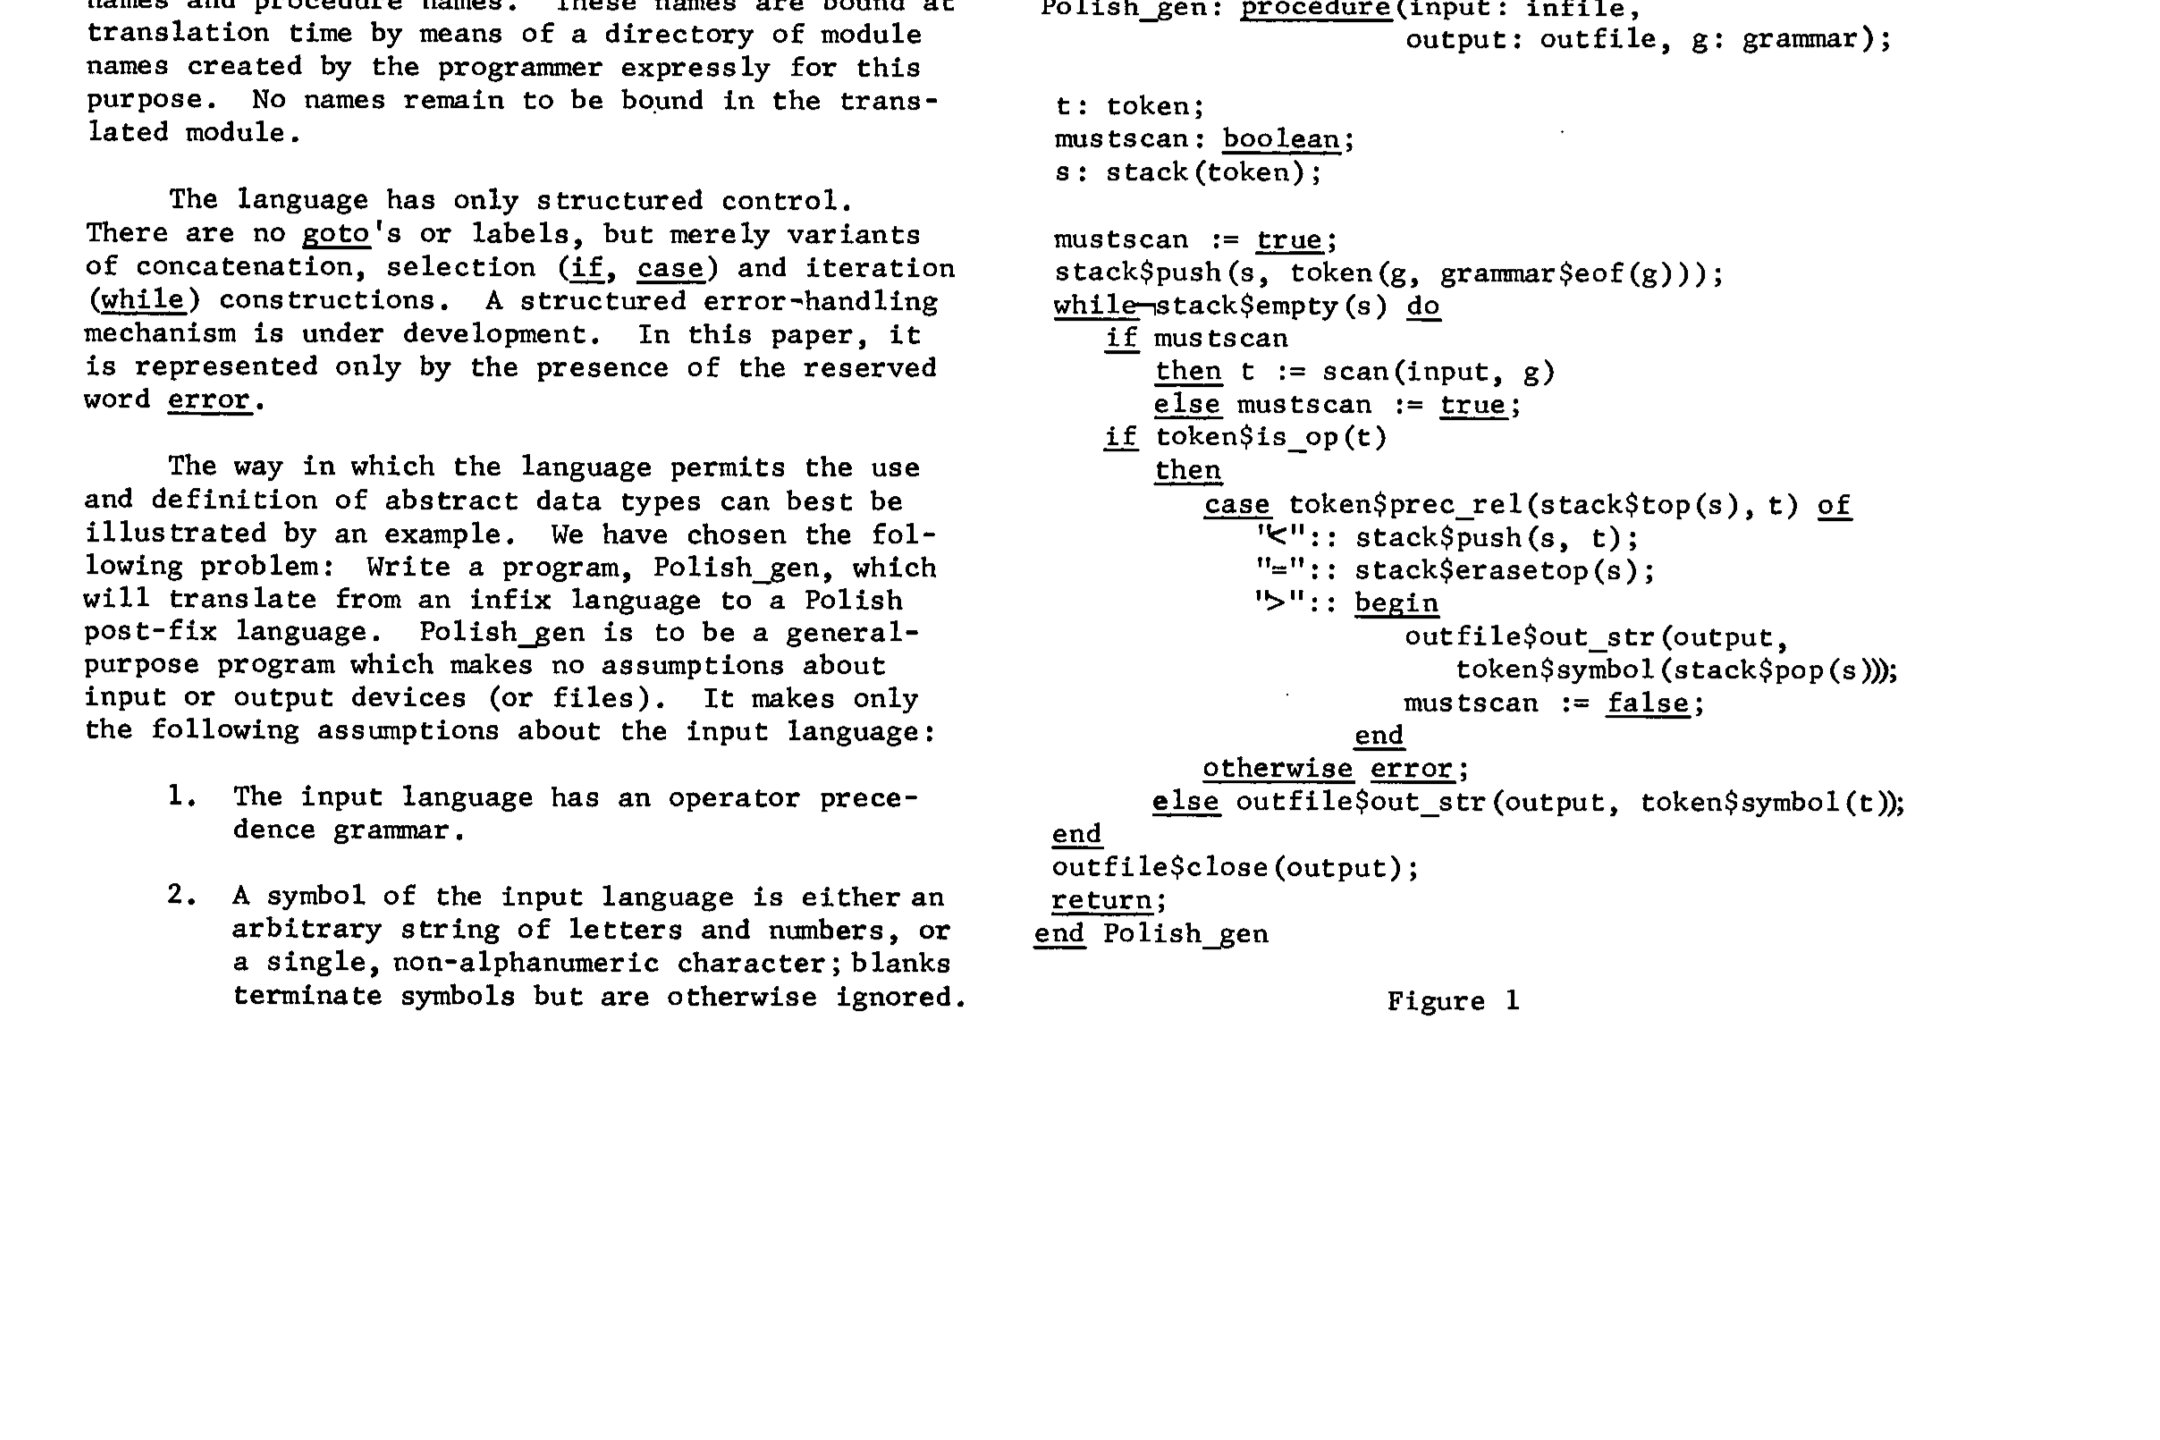 names and procedure names.  These names are bound at
translation time by means of a directory of module
names created by the programmer expressly for this
purpose.  No names remain to be bound in the trans-
lated module.
The language has only structured control.
There are no goto's or labels, but merely variants
of concatenation, selection (if, case) and iteration
(while) constructions.  A structured error¬handling
mechanism is under development.  In this paper, it
is represented only by the presence of the reserved
word error.
The way in which the language permits the use
and definition of abstract data types can best be
illustrated by an example.  We have chosen the fol-
lowing problem:  Write a program, Polish_gen, which
will translate from an infix language to a Polish
post-fix language.  Polish_gen is to be a general-
purpose program which makes no assumptions about
input or output devices (or files).  It makes only
the following assumptions about the input language:
1.  The input language has an operator prece-
dence grammar.
2.  A symbol of the input language is either an
arbitrary string of letters and numbers, or
a single, non-alphanumeric character; blanks
terminate symbols but are otherwise ignored.
Polish_gen: procedure(input: infile,
output: outfile, g: grammar);
t: token;
mustscan: boolean;
s: stack(token);
mustscan := true;
stack$push(s, token(g, grammar$eof(g)));
while¬stack$empty(s) do
if mustscan
then t := scan(input, g)
else mustscan := true;
if token$is_op(t)
then
case token$prec_rel(stack$top(s), t) of
"<":: stack$push(s, t);
"=":: stack$erasetop(s);
">":: begin
outfile$out_str(output,
token$symbol(stack$pop(s)));
mustscan := false;
end
otherwise error;
else outfile$out_str(output, token$symbol(t));
end
outfile$close(output);
return;
end Polish_gen
Figure 1